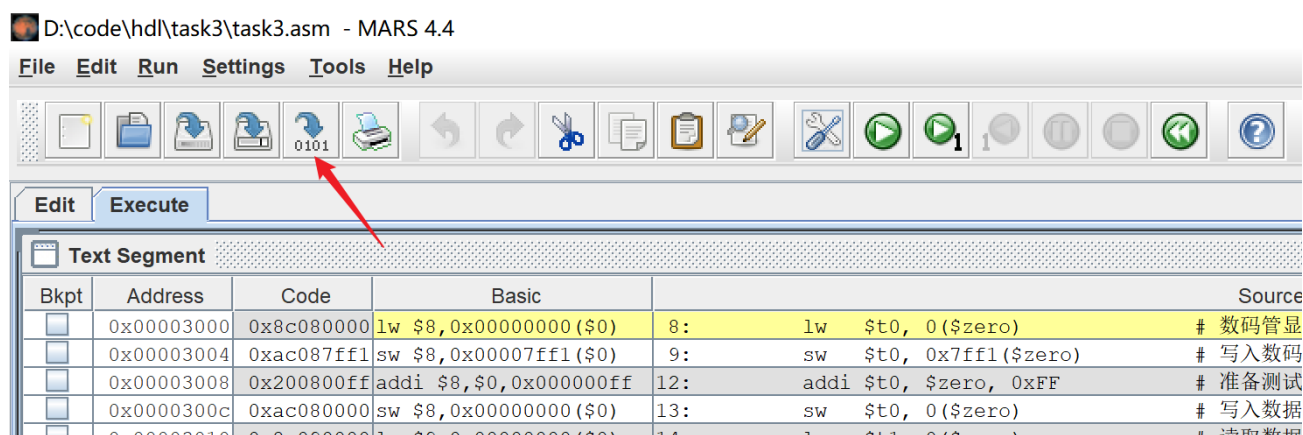 D:\code\hdl\task3\task3.asm - MARS 4.4
File Edit Run Settings Tools Help
0101 1 1 ?
Edit Execute
Text Segment
Bkpt Address Code Basic Source
0x00003000 0x8c080000 lw $8,0x00000000($0) 8: lw $t0, 0($zero) # 数码管显
0x00003004 0xac087ff1 sw $8,0x00007ff1($0) 9: sw $t0, 0x7ff1($zero) # 写入数码
0x00003008 0x200800ff addi $8,$0,0x000000ff 12: addi $t0, $zero, 0xFF # 准备测试
0x0000300c 0xac080000 sw $8,0x00000000($0) 13: sw $t0, 0($zero) # 写入数据